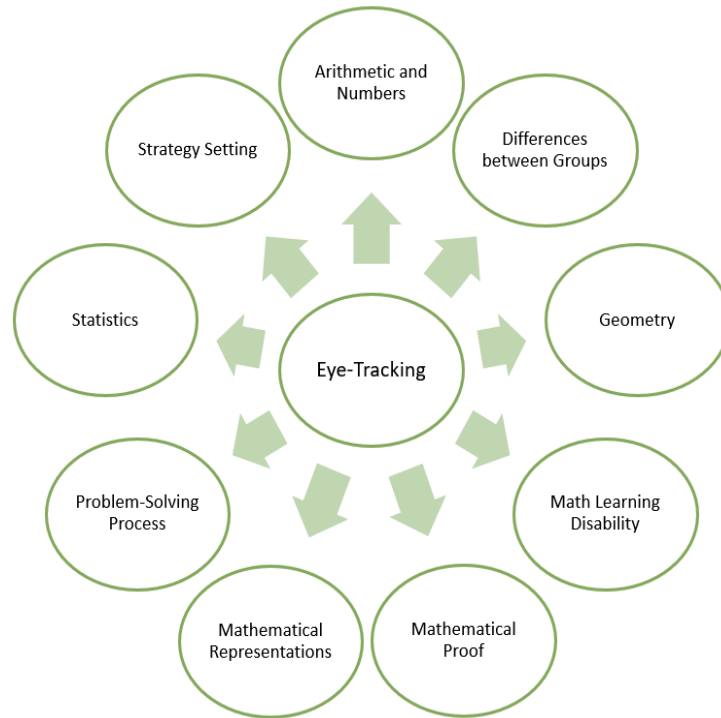 Arithmetic and
Numbers
Differences
between Groups
Strategy Setting
Statistics
Geometry
Eye-Tracking
Problem-Solving
Process
Math Learning
Disability
Mathematical
Representations
Mathematical
Proof